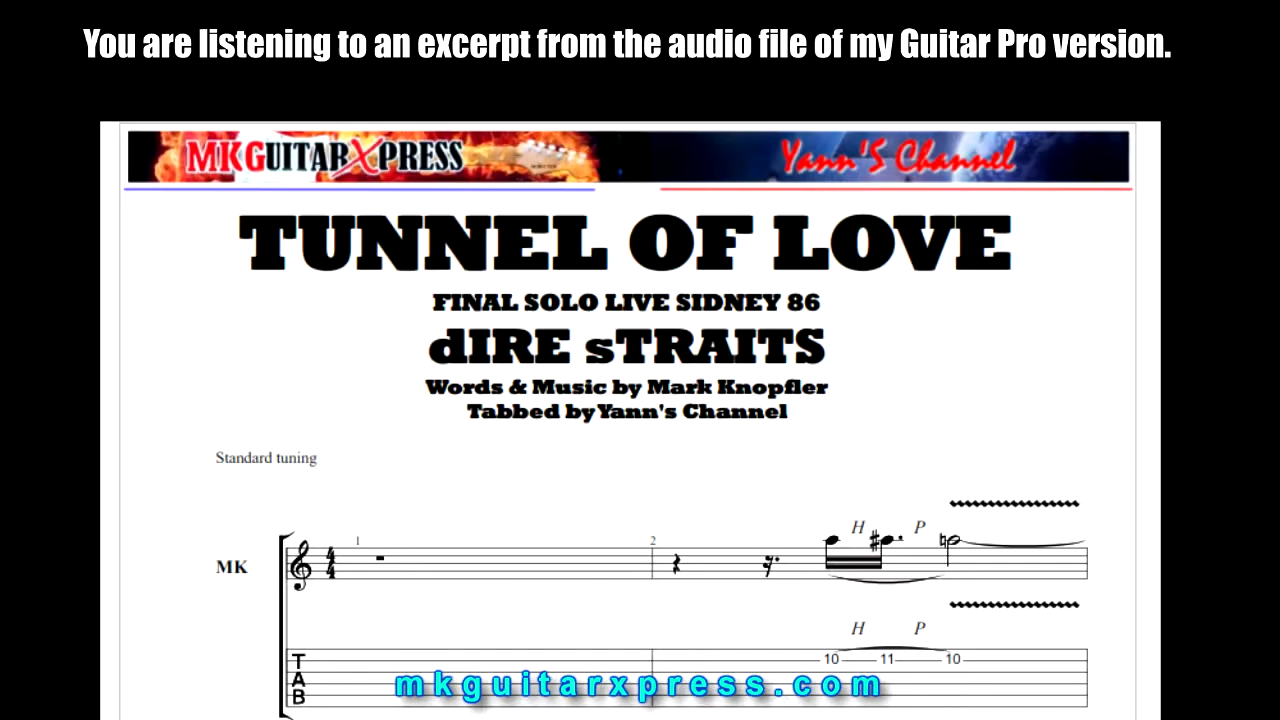 You are listening to an excerpt from the audio file of my Guitar Pro version.
MKGUITARXPRESS Yann'S Channel
TUNNEL OF LOVE
FINAL SOLO LIVE SIDNEY 86
dIRE sTRAITS
Words & Music by Mark Knopfler
Tabbed by Yann's Channel
Standard tuning
H P
1 2
MK 4 4
H P
T 10 11 10
A
B
mkguitarxpress.com